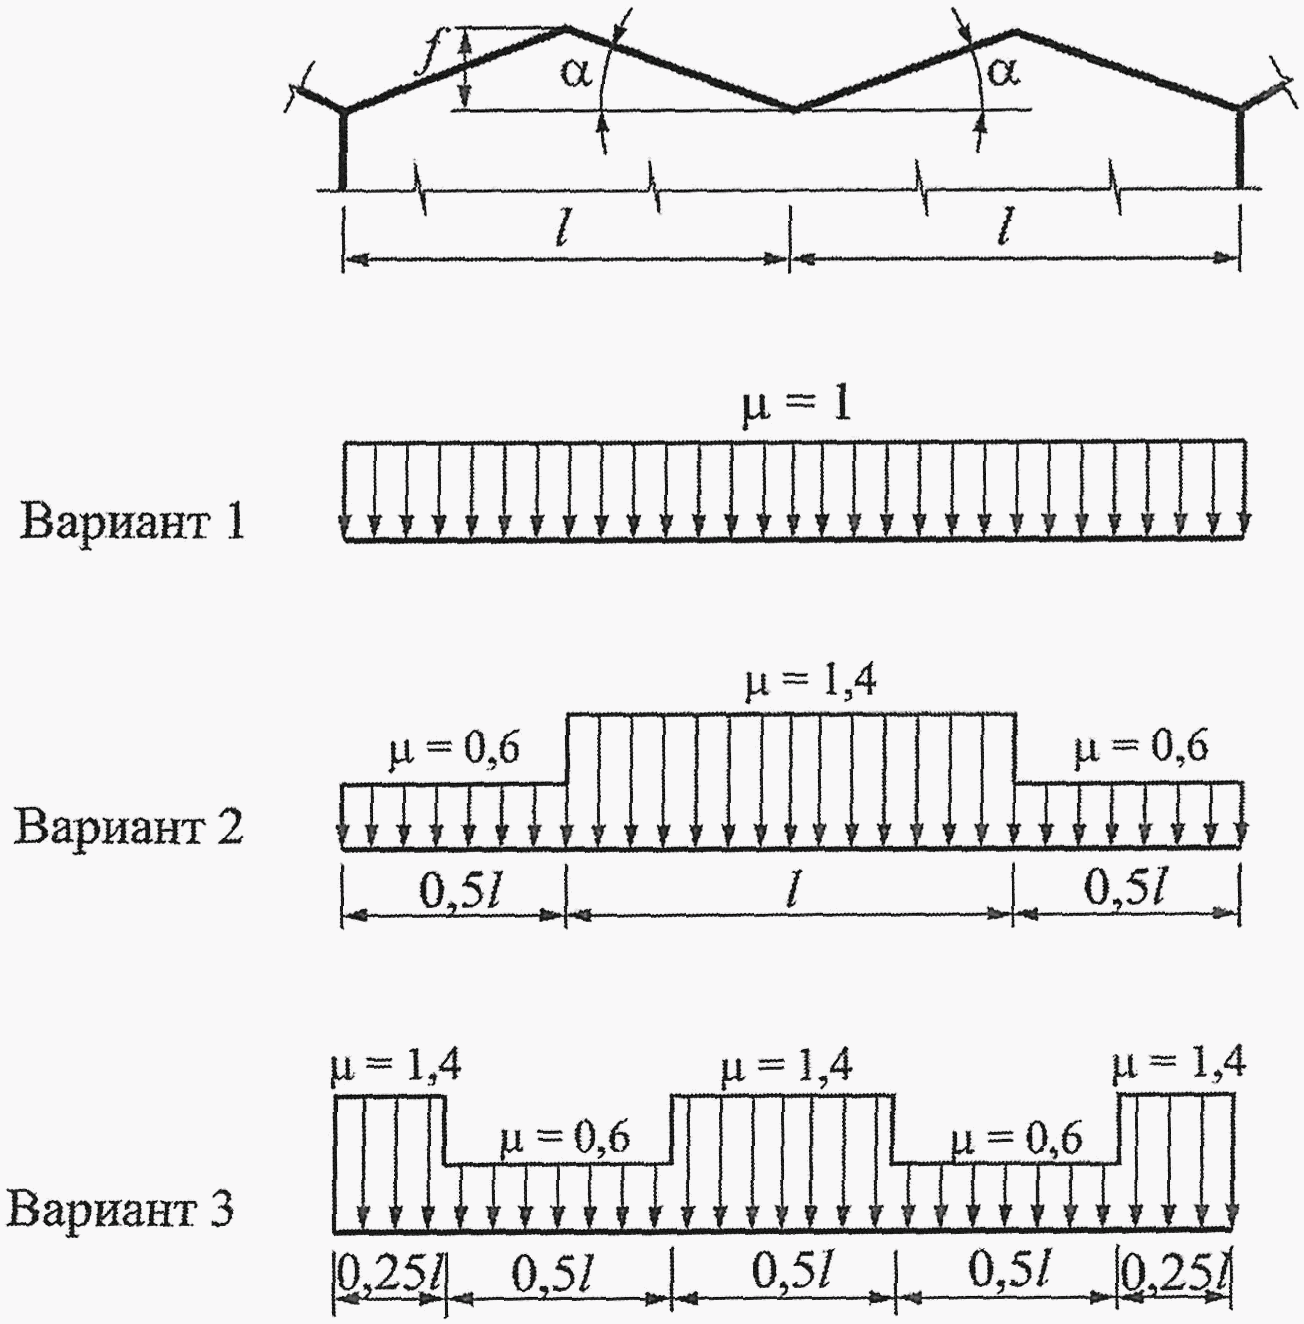 f
α
α
l
l
μ = 1
Вариант 1
μ = 1,4
μ = 0,6
μ = 0,6
Вариант 2
0,5l
l
0,5l
μ = 1,4
μ = 1,4
μ = 1,4
μ = 0,6
μ = 0,6
Вариант 3
0,25l
0,5l
0,5l
0,5l
0,25l